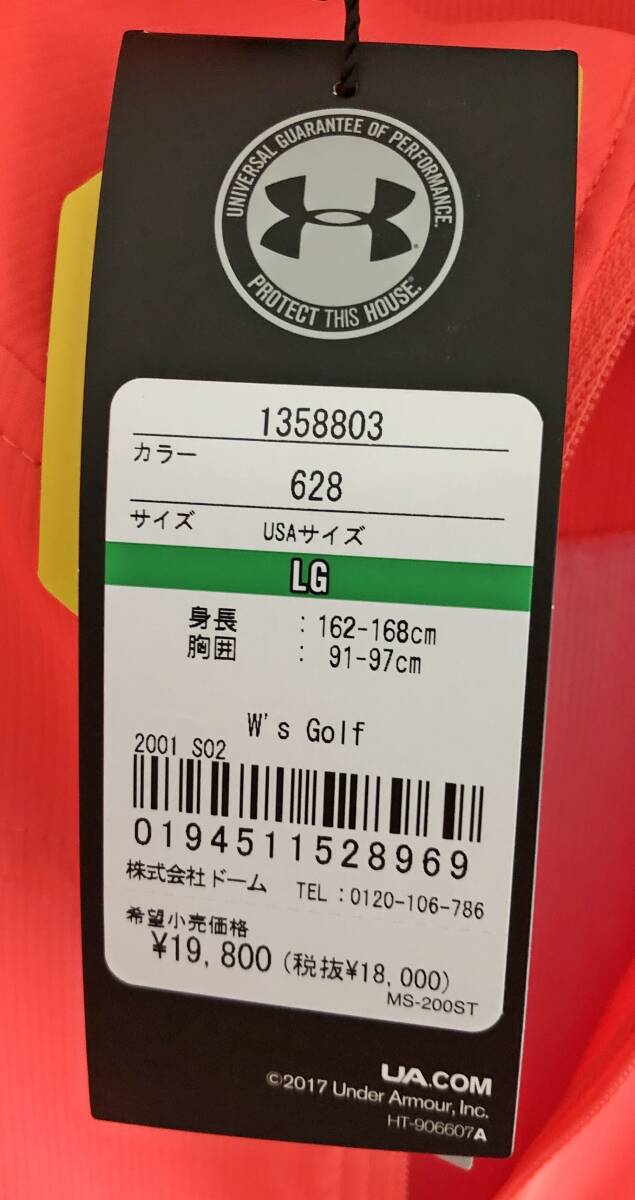 UNIVERSAL GUARANTEE OF PERFORMANCE.
PROTECT THIS HOUSE.
1358803
カラー
628
サイズ USAサイズ
LG
身長 : 162-168cm
胸囲 : 91-97cm
W's Golf
2001 S02
0194511528969
株式会社ドーム TEL:0120-106-786
希望小売価格
¥19,800 (税抜¥18,000)
MS-200ST
UA.COM
©2017 Under Armour, Inc.
HT-906607A